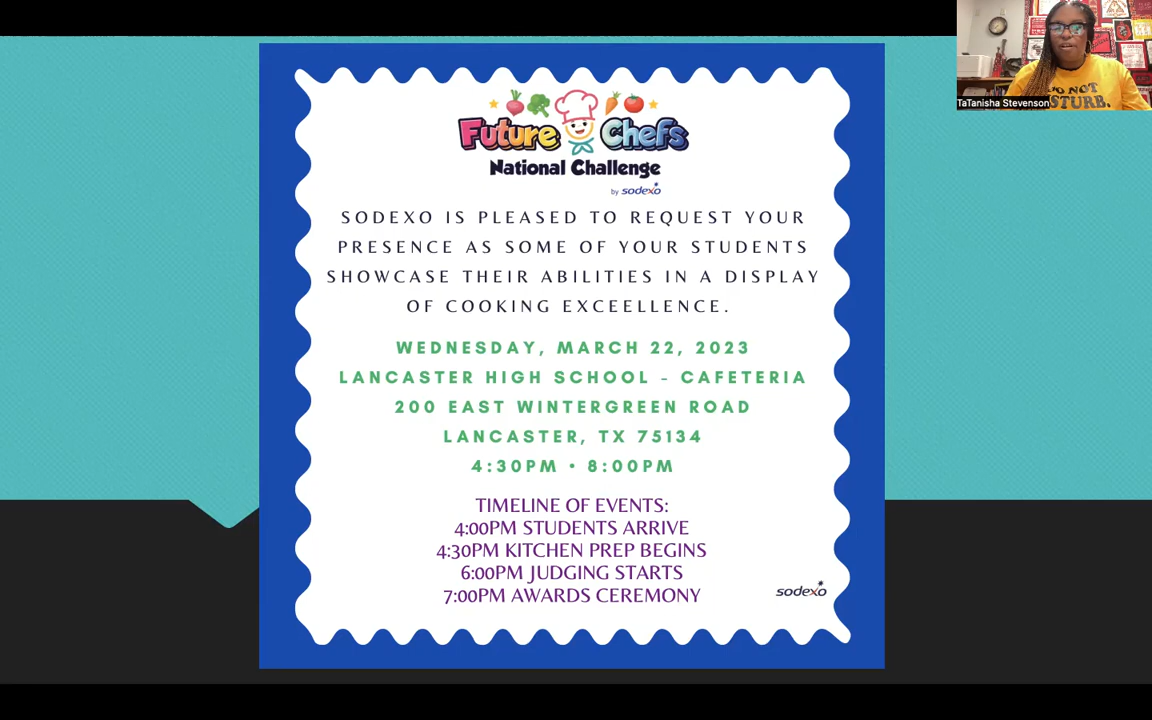 Future Chefs
National Challenge
by sodexo
SODEXO IS PLEASED TO REQUEST YOUR
PRESENCE AS SOME OF YOUR STUDENTS
SHOWCASE THEIR ABILITIES IN A DISPLAY
OF COOKING EXCEELLENCE.
WEDNESDAY, MARCH 22, 2023
LANCASTER HIGH SCHOOL - CAFETERIA
200 EAST WINTERGREEN ROAD
LANCASTER, TX 75134
4:30PM • 8:00PM
TIMELINE OF EVENTS:
4:00PM STUDENTS ARRIVE
4:30PM KITCHEN PREP BEGINS
6:00PM JUDGING STARTS
7:00PM AWARDS CEREMONY
sodexo
DO NOT
DISTURB.
TaTanisha Stevenson